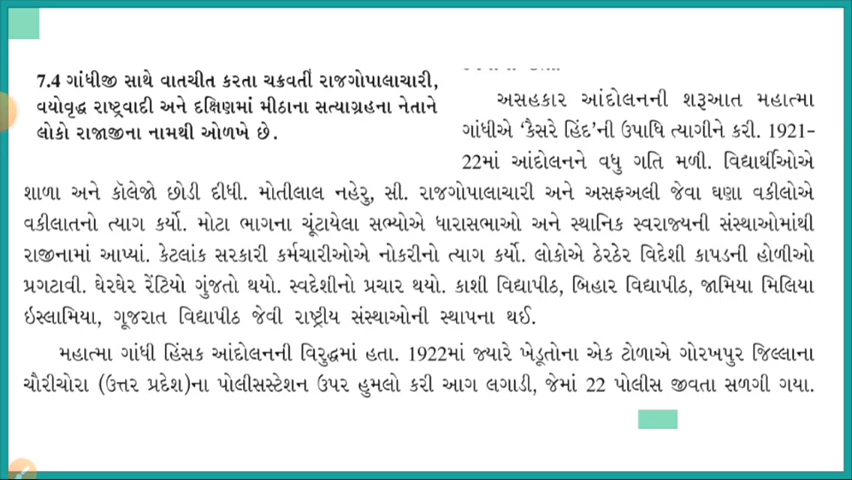 7.4 ગાંધીજી સાથે વાતચીત કરતા ચક્રવર્તી રાજગોપાલાચારી,
વયોવૃદ્ધ રાષ્ટ્રવાદી અને દક્ષિણમાં મીઠાના સત્યાગ્રહના નેતાને
લોકો રાજાજીના નામથી ઓળખે છે.
અસહકાર આંદોલનની શરૂઆત મહાત્મા
ગાંધીએ ‘કૈસરે હિંદ’ની ઉપાધિ ત્યાગીને કરી. 1921-
22માં આંદોલનને વધુ ગતિ મળી. વિદ્યાર્થીઓએ
શાળા અને કૉલેજો છોડી દીધી. મોતીલાલ નહેરુ, સી. રાજગોપાલાચારી અને અસફઅલી જેવા ઘણા વકીલોએ
વકીલાતનો ત્યાગ કર્યો. મોટા ભાગના ચૂંટાયેલા સભ્યોએ ધારાસભાઓ અને સ્થાનિક સ્વરાજ્યની સંસ્થાઓમાંથી
રાજીનામાં આપ્યાં. કેટલાંક સરકારી કર્મચારીઓએ નોકરીનો ત્યાગ કર્યો. લોકોએ ઠેરઠેર વિદેશી કાપડની હોળીઓ
પ્રગટાવી. ઘેરઘેર રેંટિયો ગુંજતો થયો. સ્વદેશીનો પ્રચાર થયો. કાશી વિદ્યાપીઠ, બિહાર વિદ્યાપીઠ, જામિયા મિલિયા
ઇસ્લામિયા, ગૂજરાત વિદ્યાપીઠ જેવી રાષ્ટ્રીય સંસ્થાઓની સ્થાપના થઈ.
મહાત્મા ગાંધી હિંસક આંદોલનની વિરુદ્ધમાં હતા. 1922માં જ્યારે ખેડૂતોના એક ટોળાએ ગોરખપુર જિલ્લાના
ચૌરીચોરા (ઉત્તર પ્રદેશ)ના પોલીસસ્ટેશન ઉપર હુમલો કરી આગ લગાડી, જેમાં 22 પોલીસ જીવતા સળગી ગયા.